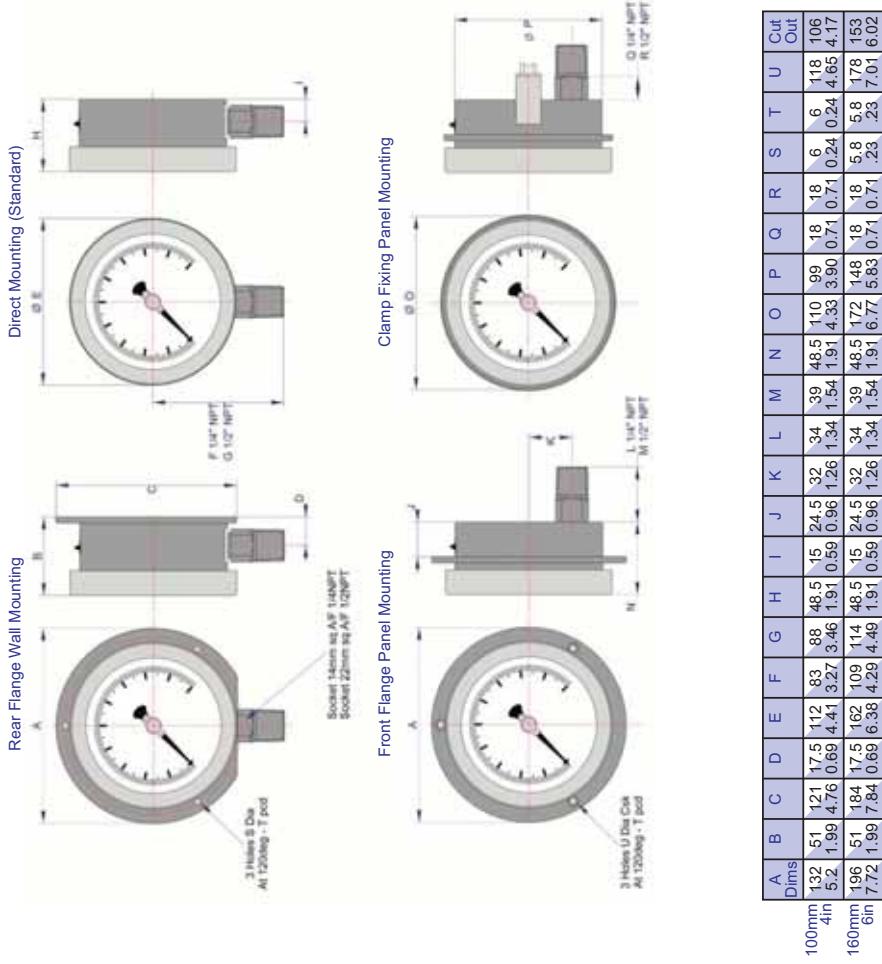 Rear Flange Wall Mounting
A
B
C
D
3 Holes S Dia
At 120deg - T pcd
Socket 14mm sq A/F 1/4NPT
Socket 22mm sq A/F 1/2NPT
Direct Mounting (Standard)
Ø E
H
I
F 1/4" NPT
G 1/2" NPT
Front Flange Panel Mounting
A
J
K
L 1/4" NPT
M 1/2" NPT
N
3 Holes U Dia Csk
At 120deg - T pcd
Clamp Fixing Panel Mounting
Ø O
Ø P
Q 1/4" NPT
R 1/2" NPT
Dims A B C D E F G H I J K L M N O P Q R S T U Cut Out
100mm 132 51 121 17.5 112 83 88 48.5 15 24.5 32 34 39 48.5 110 99 18 18 6 6 118 106
4in 5.2 1.99 4.76 0.69 4.41 3.27 3.46 1.91 0.59 0.96 1.26 1.34 1.54 1.91 4.33 3.90 0.71 0.71 0.24 0.24 4.65 4.17
160mm 196 51 184 17.5 162 109 114 48.5 15 24.5 32 34 39 48.5 172 148 18 18 5.8 5.8 178 153
6in 7.72 1.99 7.84 0.69 6.38 4.29 4.49 1.91 0.59 0.96 1.26 1.34 1.54 1.91 6.77 5.83 0.71 0.71 .23 .23 7.01 6.02